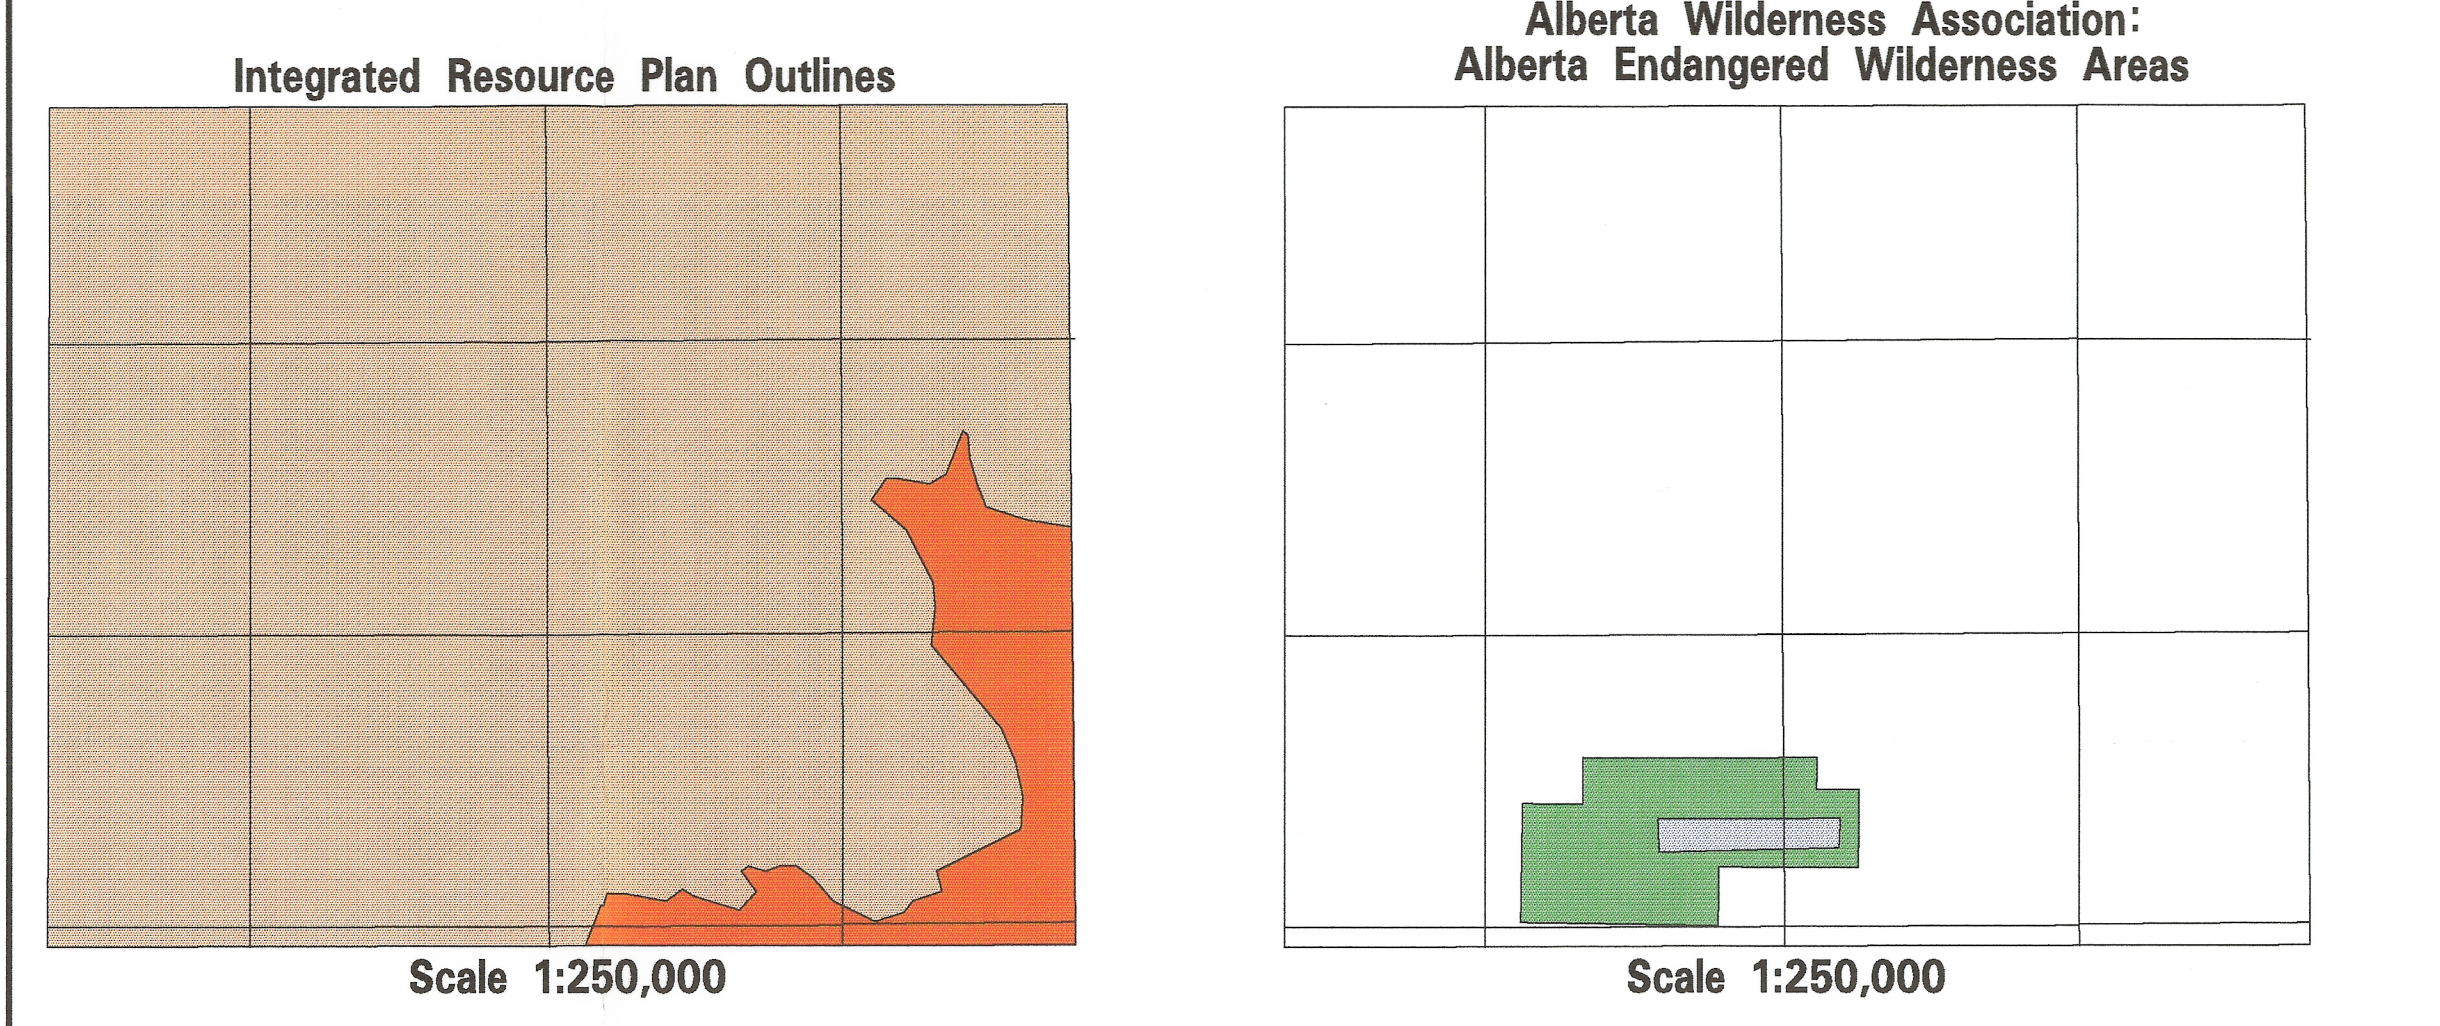 Integrated Resource Plan Outlines
Scale 1:250,000
Alberta Wilderness Association:
Alberta Endangered Wilderness Areas
Scale 1:250,000